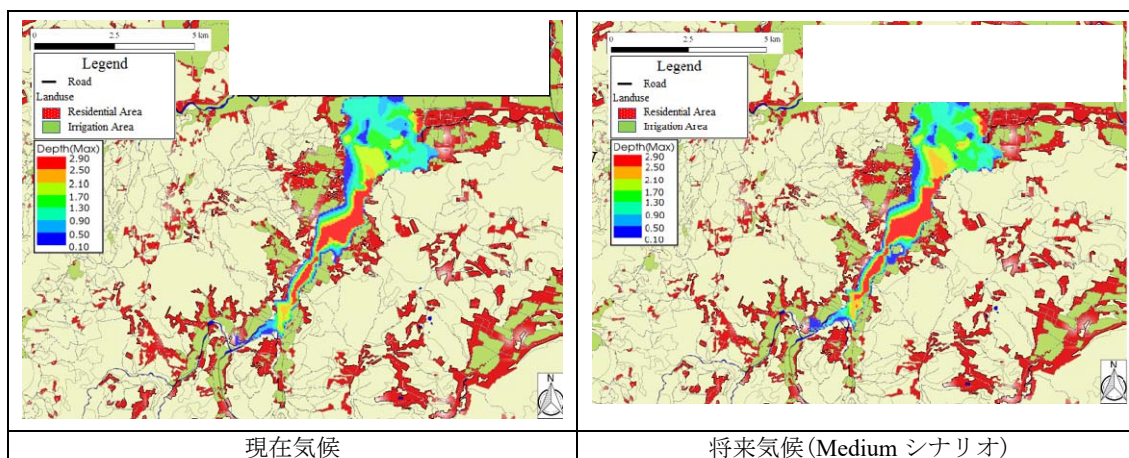 0 2.5 5 km
Legend
Road
Landuse
Residential Area
Irrigation Area
Depth(Max)
2.90
2.50
2.10
1.70
1.30
0.90
0.50
0.10
N
現在気候
0 2.5 5 km
Legend
Road
Landuse
Residential Area
Irrigation Area
Depth(Max)
2.90
2.50
2.10
1.70
1.30
0.90
0.50
0.10
N
将来気候(Medium シナリオ)